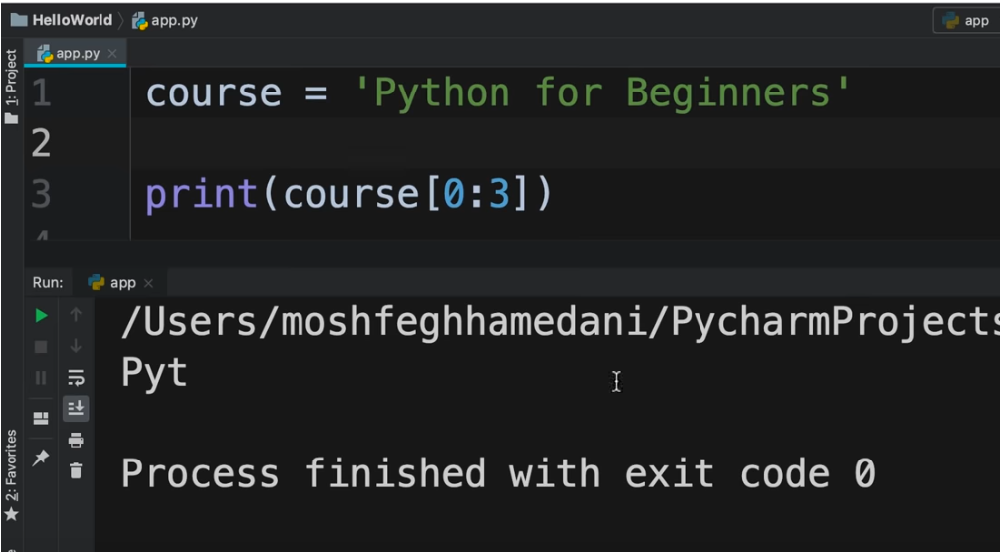 HelloWorld app.py app
app.py
1: Project
1 course = 'Python for Beginners'
2
3 print(course[0:3])
4
Run: app
/Users/moshfeghhamedani/PycharmProjects
Pyt
Process finished with exit code 0
2: Favorites